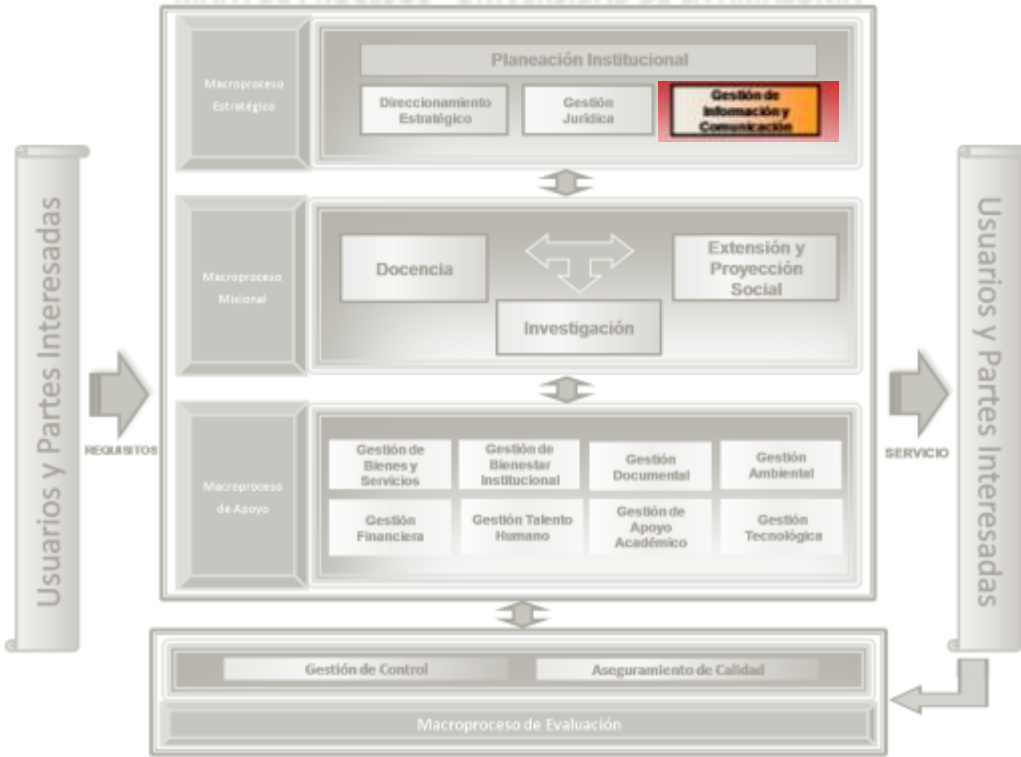 Planeación Institucional
Macroproceso
Estratégico
Direccionamiento
Estratégico
Gestión
Jurídica
Gestión de
Información y
Comunicación
Usuarios y Partes Interesadas
REQUISITOS
Macroproceso
Misional
Docencia
Extensión y
Proyección
Social
Investigación
Macroproceso
de Apoyo
Gestión de
Bienes y
Servicios
Gestión de
Bienestar
Institucional
Gestión
Documental
Gestión
Ambiental
Gestión
Financiera
Gestión Talento
Humano
Gestión de
Apoyo
Académico
Gestión
Tecnológica
SERVICIO
Usuarios y Partes Interesadas
Gestión de Control
Aseguramiento de Calidad
Macroproceso de Evaluación